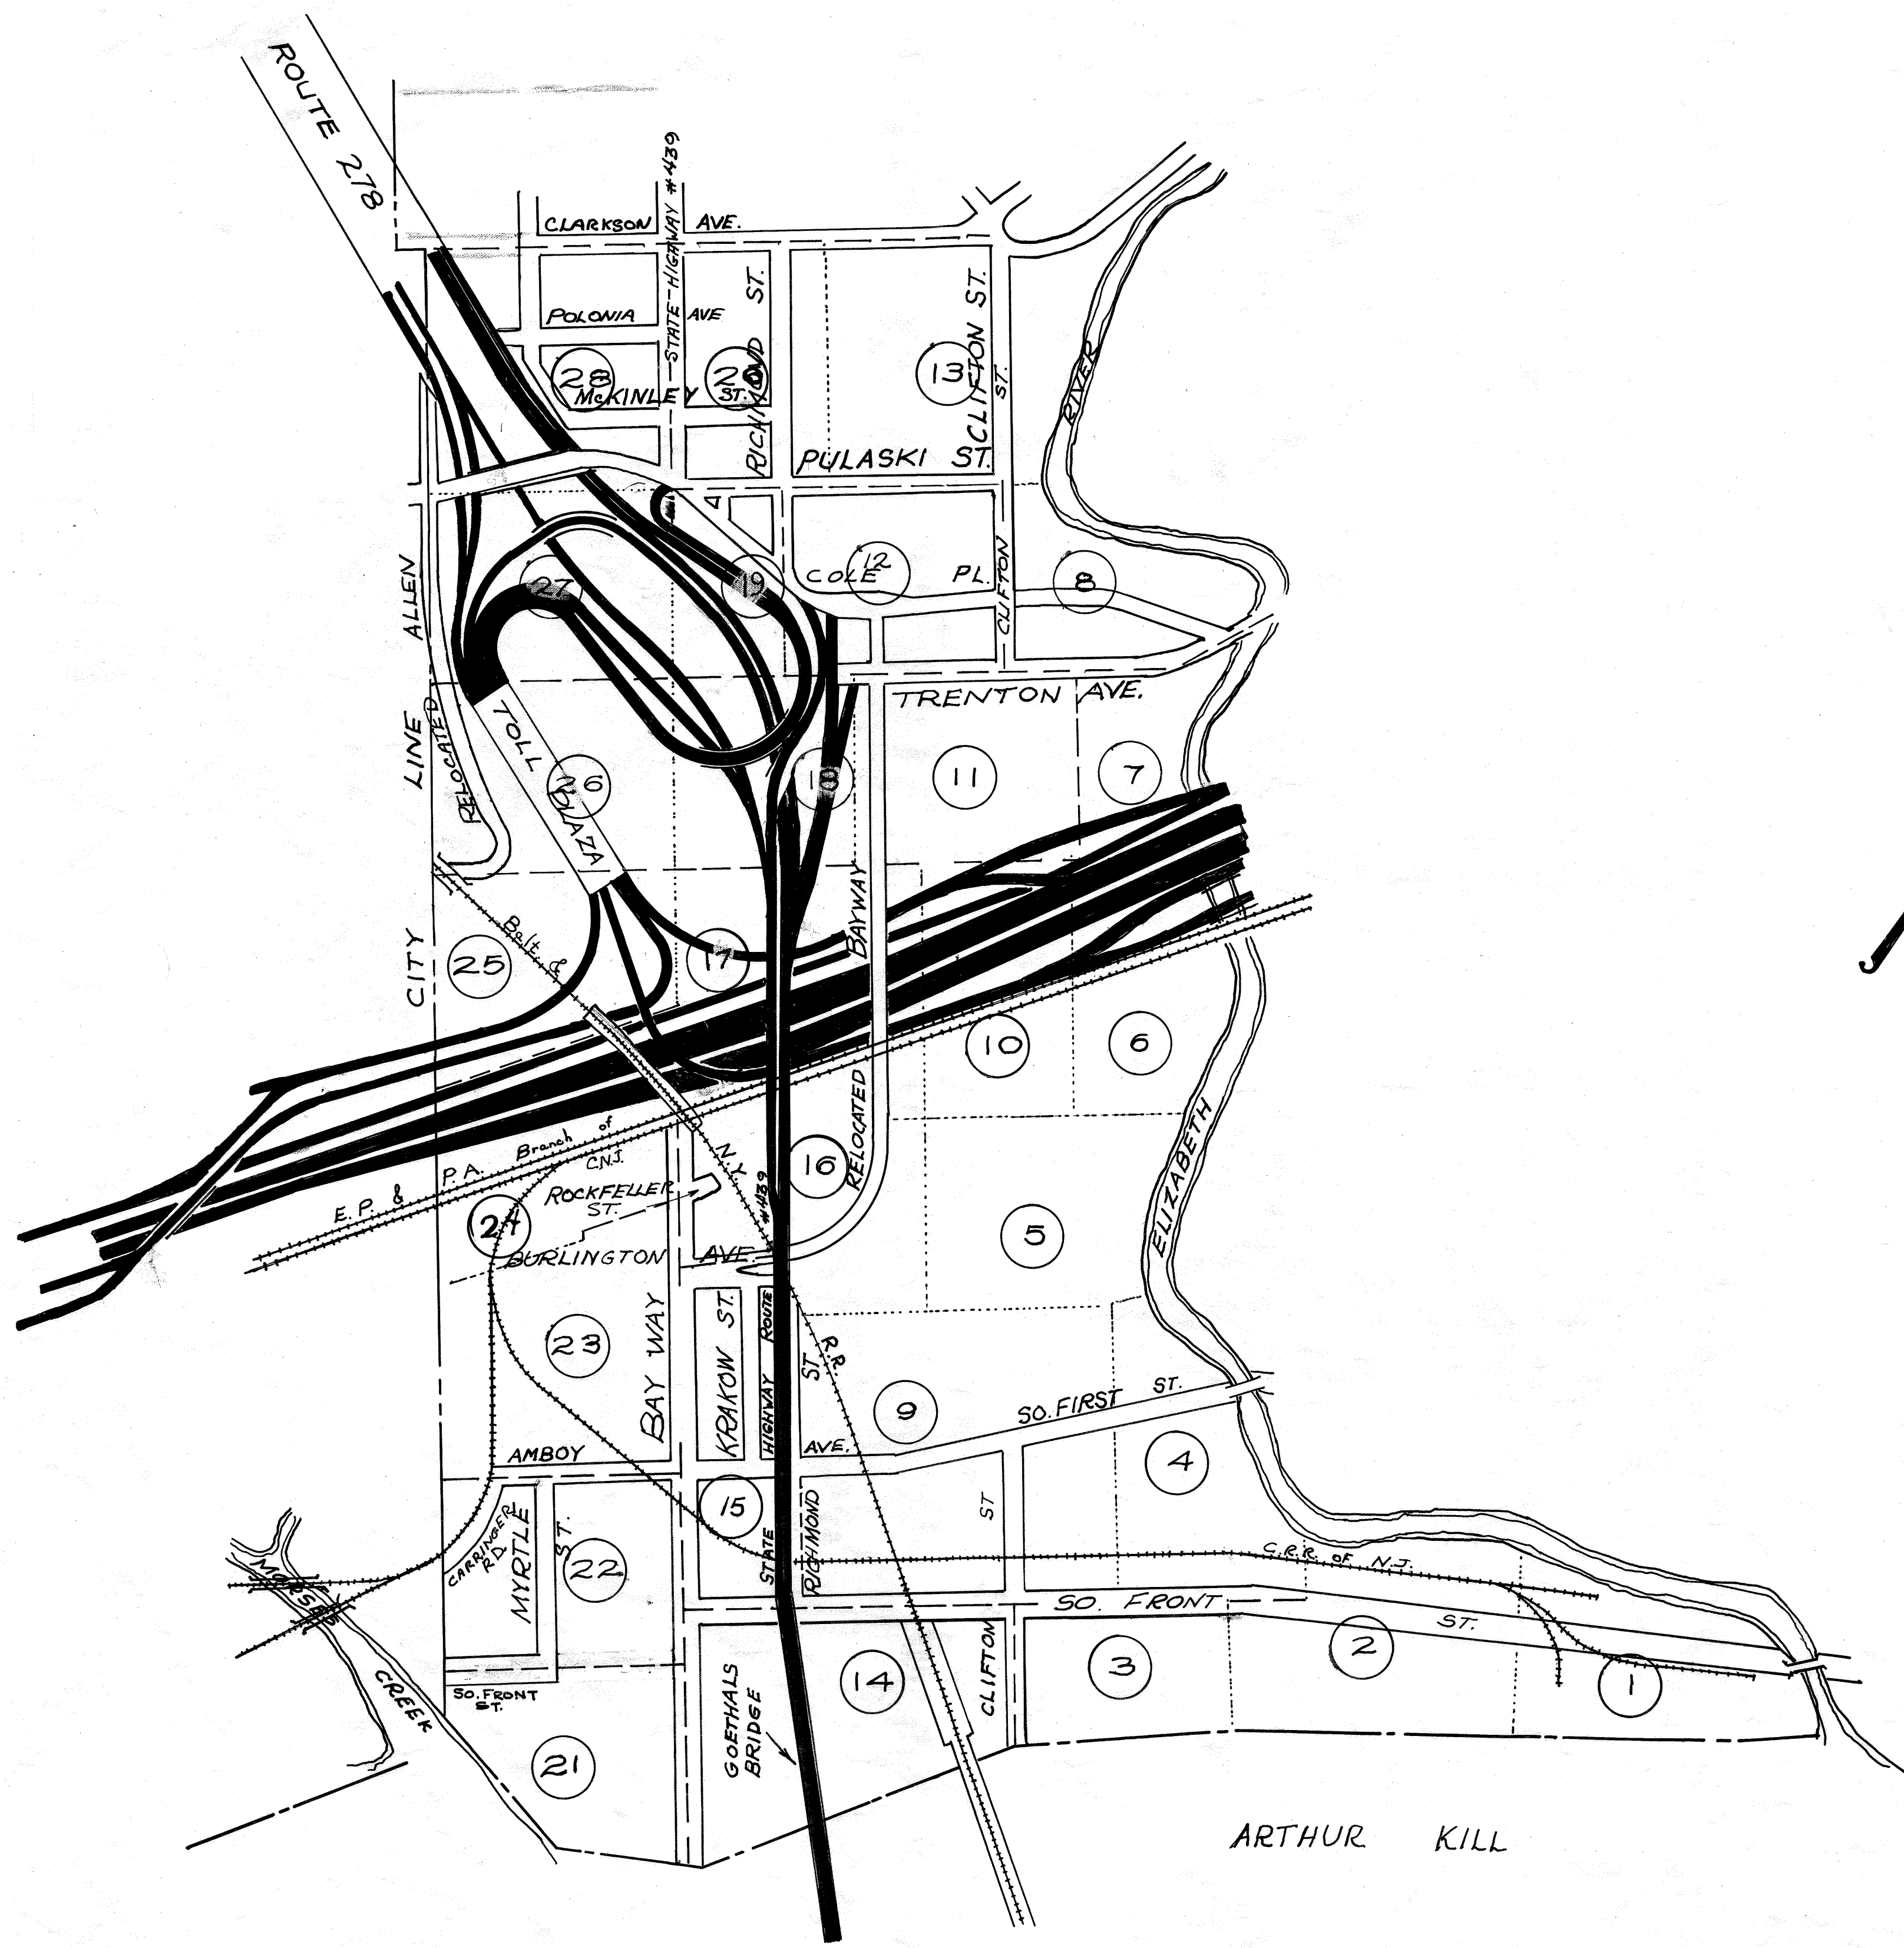 ROUTE 278
STATE HIGHWAY #439
CLARKSON AVE.
POLONIA AVE
RICHMOND ST.
CLIFTON ST.
ST.
28
20
13
McKINLEY ST.
RIVER
PULASKI ST.
ALLEN
27
19
12
COLE PL.
8
CLIFTON
TRENTON AVE.
LINE
RELOCATED
RELOCATED
TOLL PLAZA
26
18
11
7
CITY
Belt &
25
17
BAYWAY
10
6
RELOCATED
E.P. & P.A. Branch of
C.N.J.
N.Y.
16
ROCKFELLER
ST.
#439
24
BURLINGTON AVE.
5
ELIZABETH
23
BAY WAY
KRAKOW ST.
STATE HIGHWAY ROUTE
RICHMOND ST
R.R.
9
SO. FIRST ST.
AMBOY AVE.
4
15
ST
CARRINGER
RD.
MYRTLE ST.
22
C.R.R. OF N.J.
MORSES CREEK
SO. FRONT ST.
2
3
14
CLIFTON
1
SO. FRONT
ST.
GOETHALS
BRIDGE
21
ARTHUR KILL